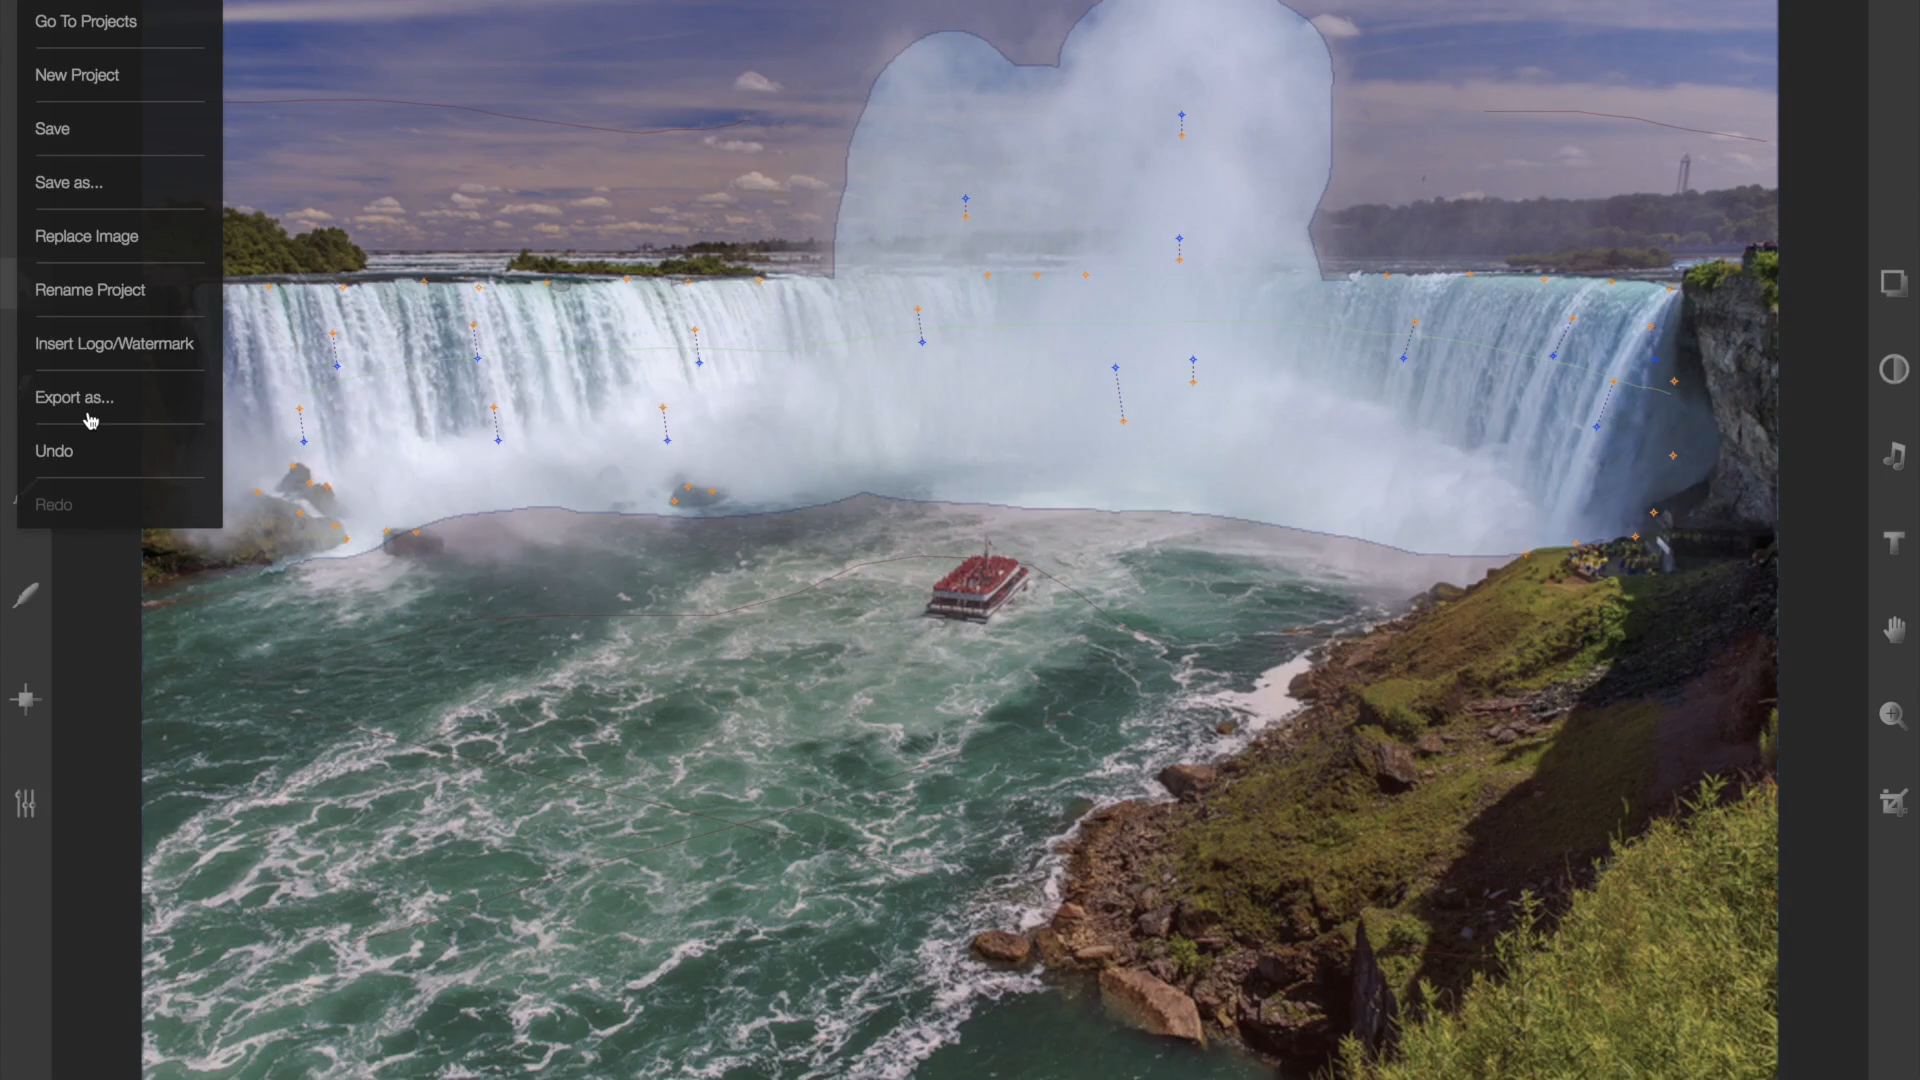 Go To Projects
New Project
Save
Save as...
Replace Image
Rename Project
Insert Logo/Watermark
Export as...
Undo
Redo